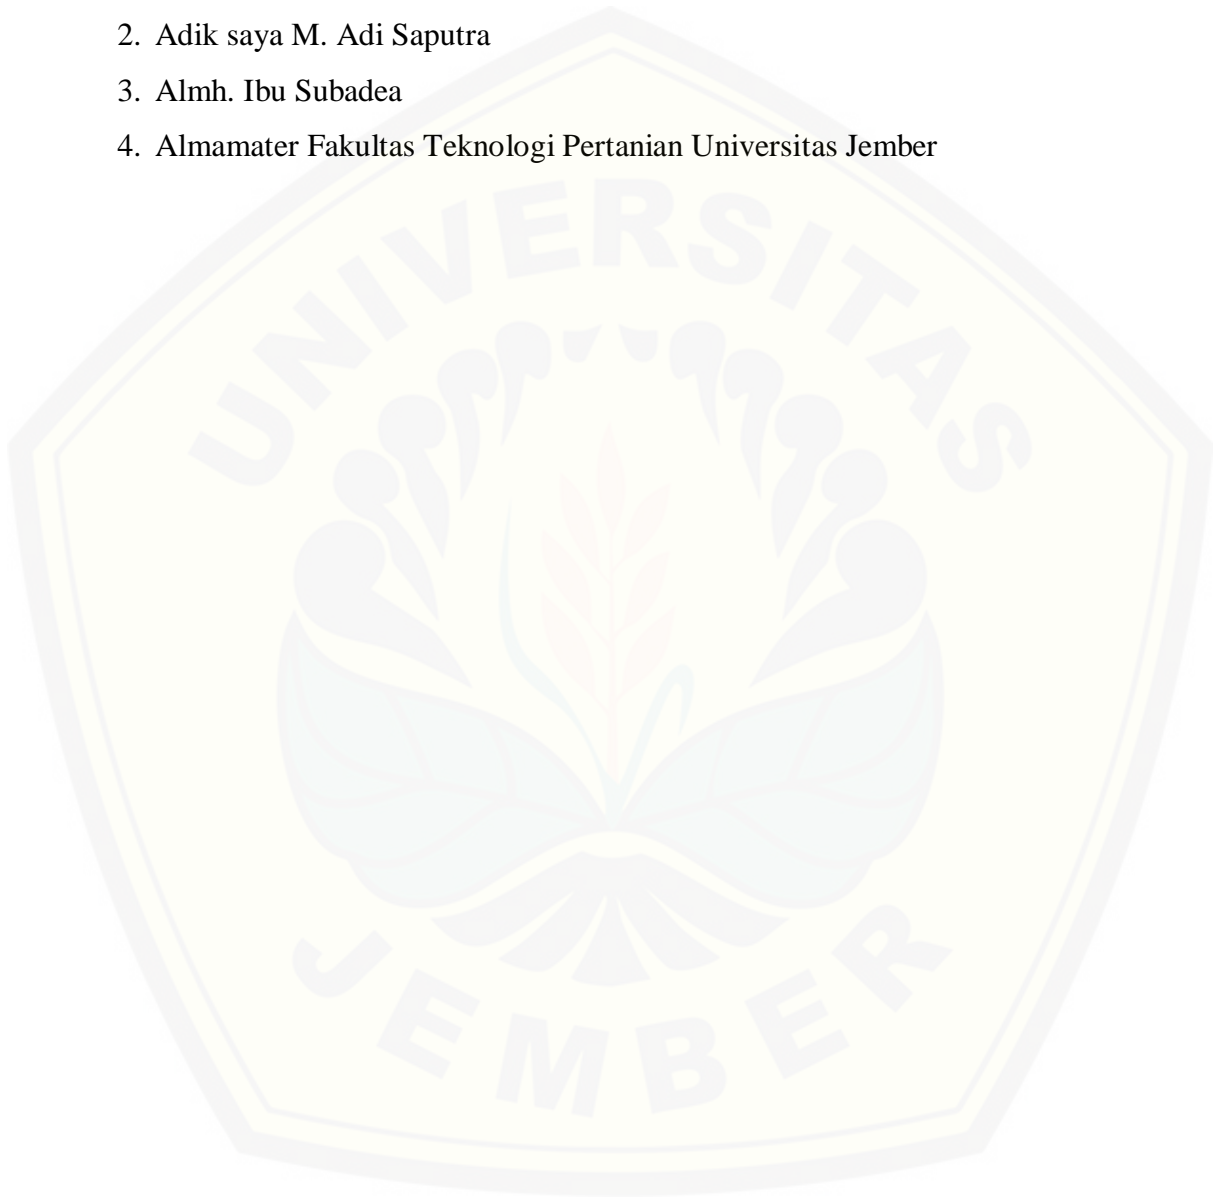 2. Adik saya M. Adi Saputra
3. Almh. Ibu Subadea
4. Almamater Fakultas Teknologi Pertanian Universitas Jember
UNIVERSITAS
JEMBER